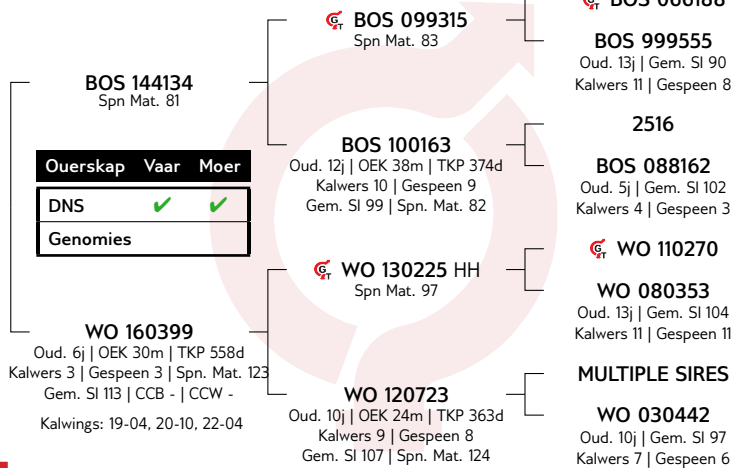 BOS 144134
Spn Mat. 81
Ouerskap Vaar Moer
DNS ✔ ✔
Genomies
WO 160399
Oud. 6j | OEK 30m | TKP 558d
Kalwers 3 | Gespeen 3 | Spn. Mat. 123
Gem. SI 113 | CCB - | CCW -
Kalwings: 19-04, 20-10, 22-04
GT BOS 099315
Spn Mat. 83
BOS 100163
Oud. 12j | OEK 38m | TKP 374d
Kalwers 10 | Gespeen 9
Gem. SI 99 | Spn. Mat. 82
GT WO 130225 HH
Spn Mat. 97
WO 120723
Oud. 10j | OEK 24m | TKP 363d
Kalwers 9 | Gespeen 8
Gem. SI 107 | Spn. Mat. 124
BOS 999555
Oud. 13j | Gem. SI 90
Kalwers 11 | Gespeen 8
2516
BOS 088162
Oud. 5j | Gem. SI 102
Kalwers 4 | Gespeen 3
GT WO 110270
WO 080353
Oud. 13j | Gem. SI 104
Kalwers 11 | Gespeen 11
MULTIPLE SIRES
WO 030442
Oud. 10j | Gem. SI 97
Kalwers 7 | Gespeen 6